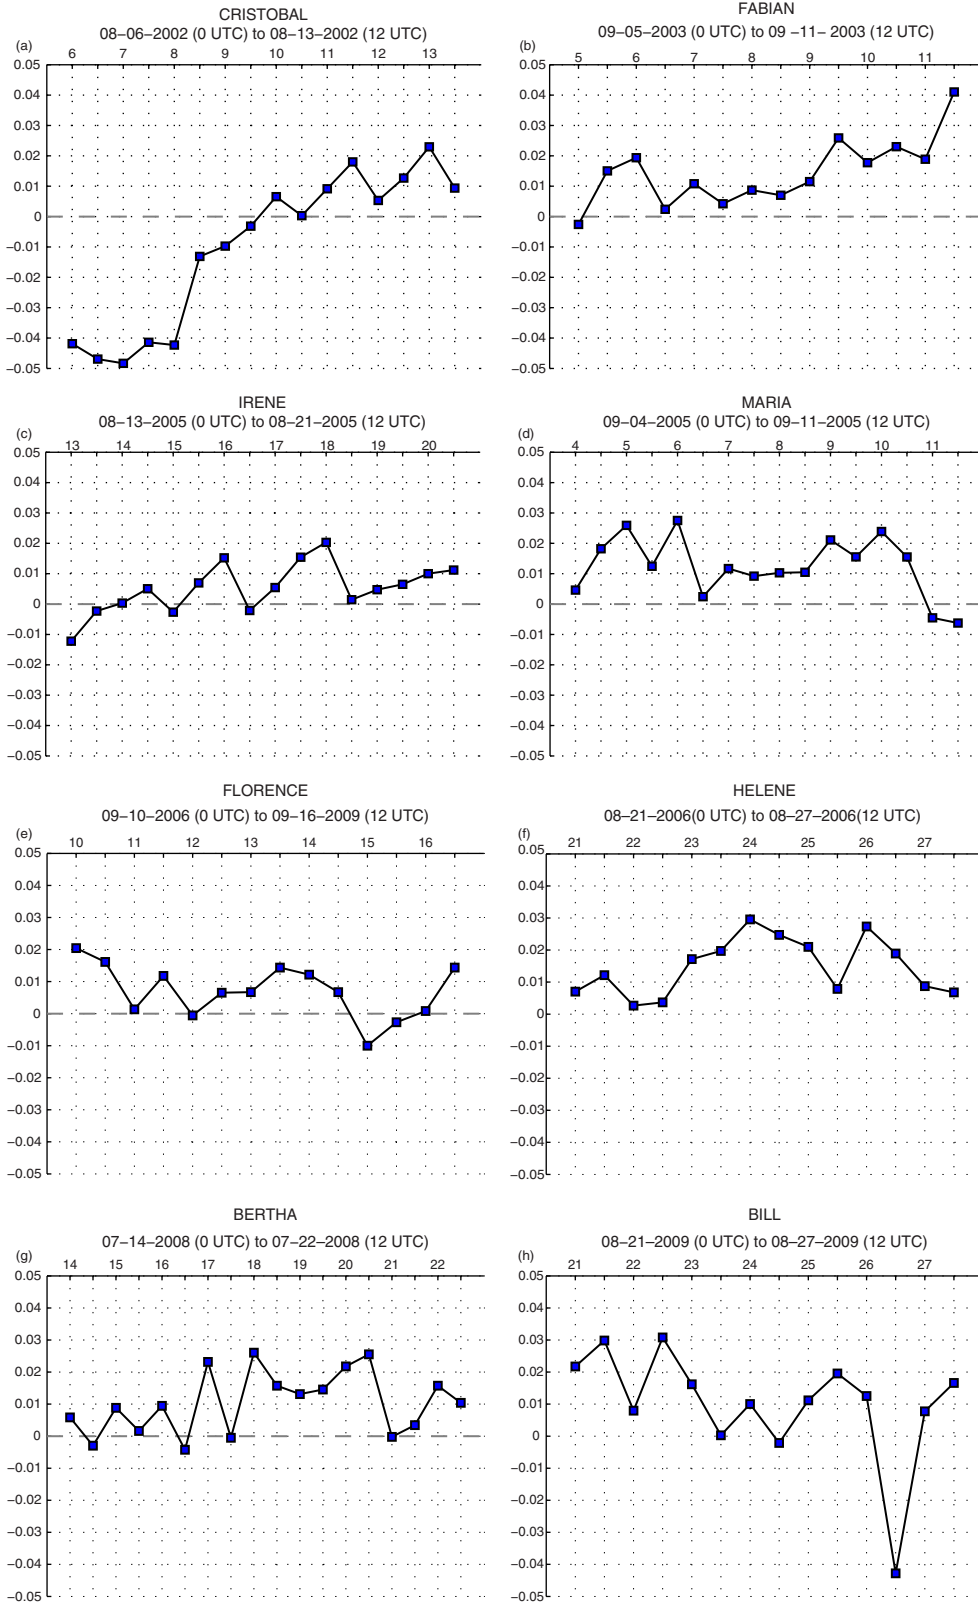 CRISTOBAL
08–06–2002 (0 UTC) to 08–13–2002 (12 UTC)
(a)
6 7 8 9 10 11 12 13
0.05
0.04
0.03
0.02
0.01
0
−0.01
−0.02
−0.03
−0.04
−0.05
FABIAN
09–05–2003 (0 UTC) to 09 –11– 2003 (12 UTC)
(b)
5 6 7 8 9 10 11
0.05
0.04
0.03
0.02
0.01
0
−0.01
−0.02
−0.03
−0.04
−0.05
IRENE
08–13–2005 (0 UTC) to 08–21–2005 (12 UTC)
(c)
13 14 15 16 17 18 19 20
0.05
0.04
0.03
0.02
0.01
0
−0.01
−0.02
−0.03
−0.04
−0.05
MARIA
09–04–2005 (0 UTC) to 09–11–2005 (12 UTC)
(d)
4 5 6 7 8 9 10 11
0.05
0.04
0.03
0.02
0.01
0
−0.01
−0.02
−0.03
−0.04
−0.05
FLORENCE
09–10–2006 (0 UTC) to 09–16–2009 (12 UTC)
(e)
10 11 12 13 14 15 16
0.05
0.04
0.03
0.02
0.01
0
−0.01
−0.02
−0.03
−0.04
−0.05
HELENE
08–21–2006(0 UTC) to 08–27–2006(12 UTC)
(f)
21 22 23 24 25 26 27
0.05
0.04
0.03
0.02
0.01
0
−0.01
−0.02
−0.03
−0.04
−0.05
BERTHA
07–14–2008 (0 UTC) to 07–22–2008 (12 UTC)
(g)
14 15 16 17 18 19 20 21 22
0.05
0.04
0.03
0.02
0.01
0
−0.01
−0.02
−0.03
−0.04
−0.05
BILL
08–21–2009 (0 UTC) to 08–27–2009 (12 UTC)
(h)
21 22 23 24 25 26 27
0.05
0.04
0.03
0.02
0.01
0
−0.01
−0.02
−0.03
−0.04
−0.05